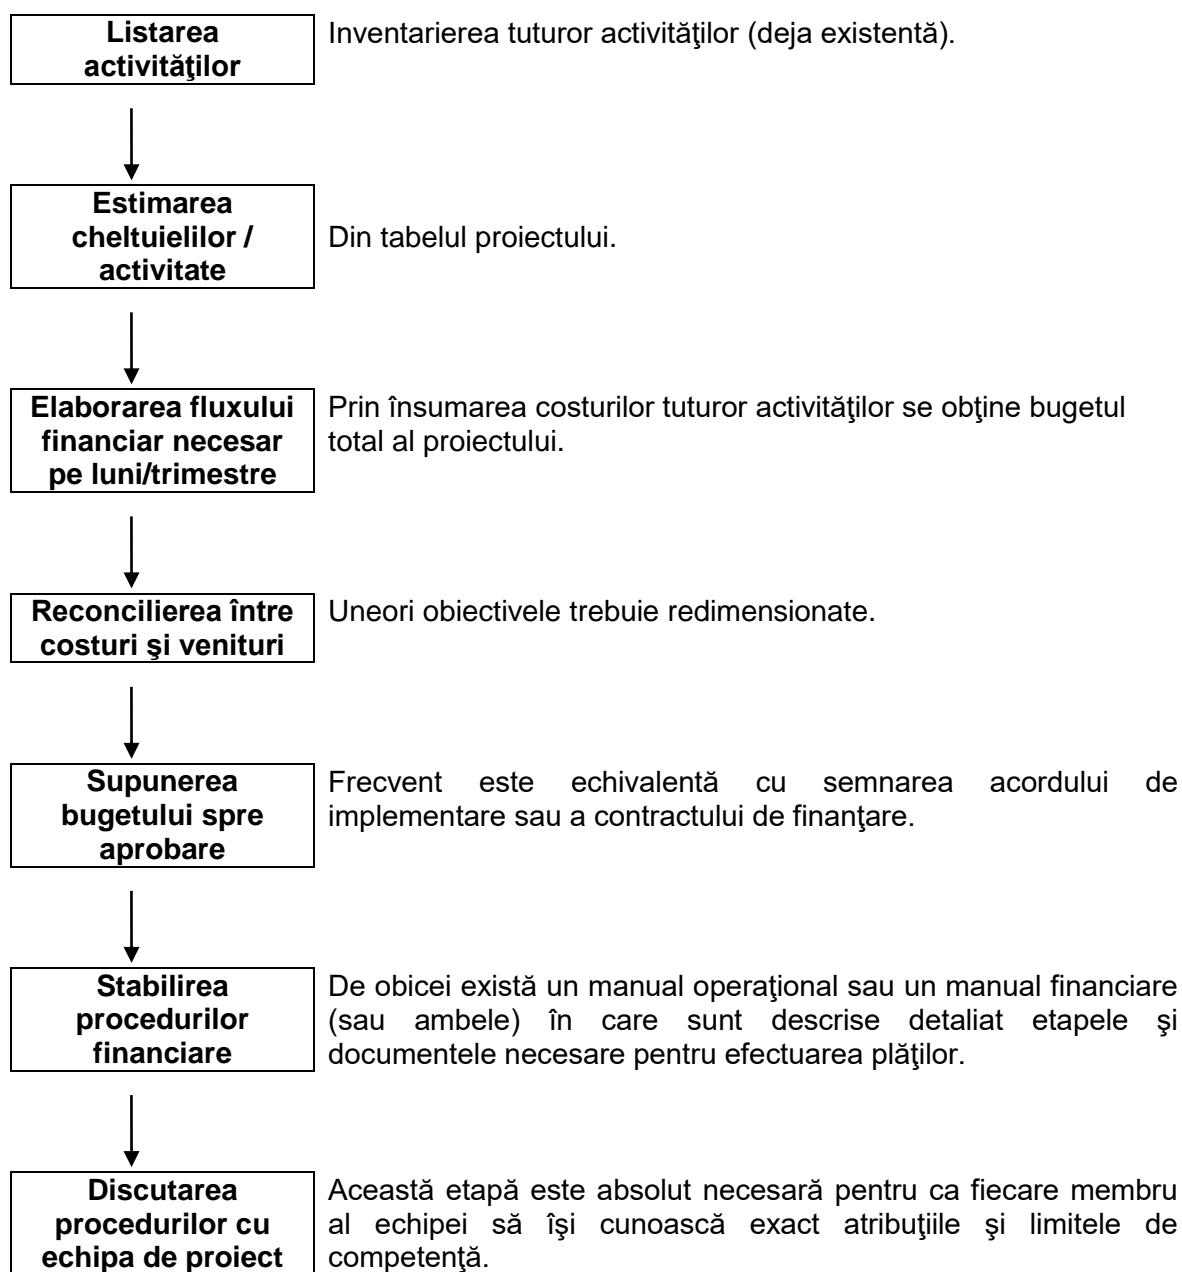 Listarea
activităţilor
Inventarierea tuturor activităţilor (deja existentă).
Estimarea
cheltuielilor /
activitate
Din tabelul proiectului.
Elaborarea fluxului
financiar necesar
pe luni/trimestre
Prin însumarea costurilor tuturor activităţilor se obţine bugetul
total al proiectului.
Reconcilierea între
costuri şi venituri
Uneori obiectivele trebuie redimensionate.
Supunerea
bugetului spre
aprobare
Frecvent este echivalentă cu semnarea acordului de
implementare sau a contractului de finanţare.
Stabilirea
procedurilor
financiare
De obicei există un manual operaţional sau un manual financiare
(sau ambele) în care sunt descrise detaliat etapele şi
documentele necesare pentru efectuarea plăţilor.
Discutarea
procedurilor cu
echipa de proiect
Această etapă este absolut necesară pentru ca fiecare membru
al echipei să îşi cunoască exact atribuţiile şi limitele de
competenţă.